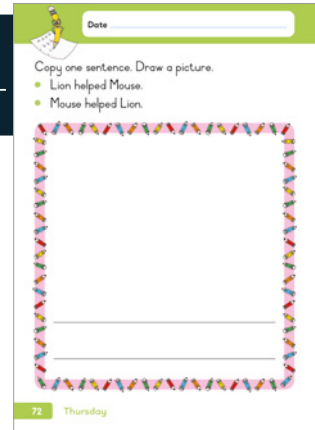 Date
Copy one sentence. Draw a picture.
Lion helped Mouse.
Mouse helped Lion.
72 Thursday